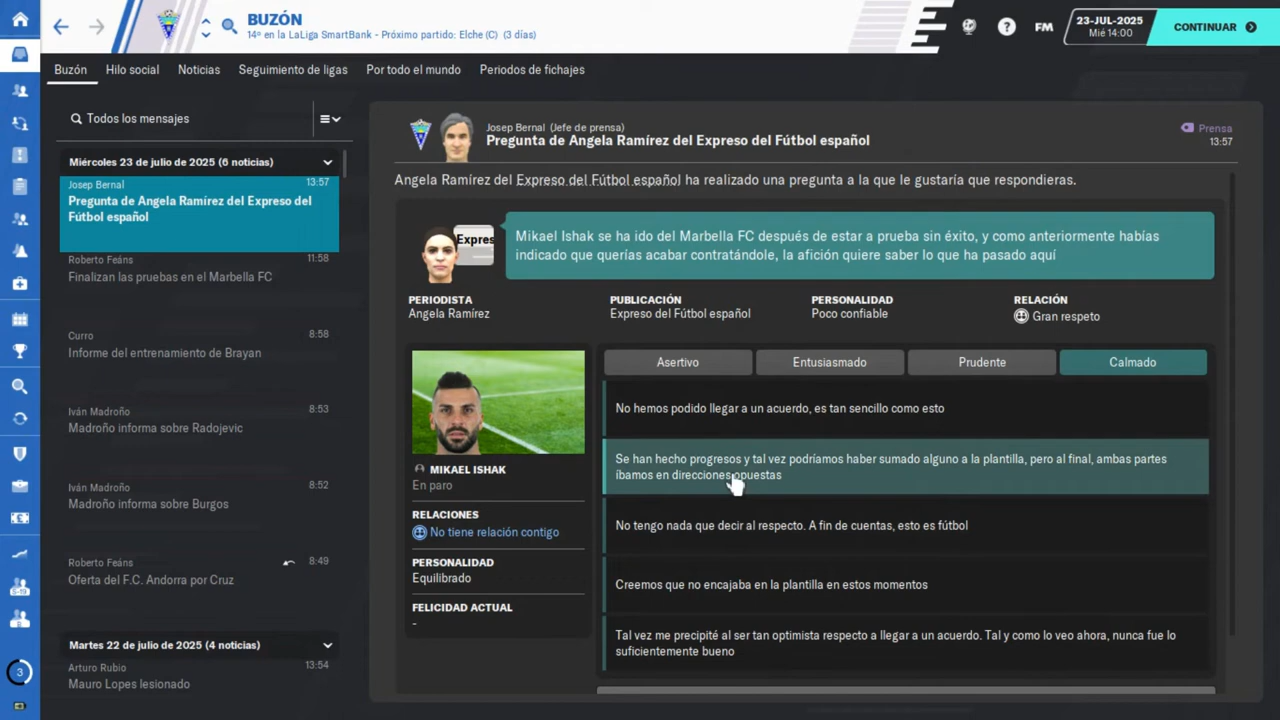 BUZÓN
14º en la LaLiga SmartBank - Próximo partido: Elche (C) (3 días)
?
FM
23-JUL-2025
Mié 14:00
CONTINUAR
Buzón
Hilo social
Noticias
Seguimiento de ligas
Por todo el mundo
Periodos de fichajes
Todos los mensajes
Miércoles 23 de julio de 2025 (6 noticias)
Josep Bernal
13:57
Pregunta de Angela Ramírez del Expreso del
Fútbol español
Roberto Feáns
11:58
Finalizan las pruebas en el Marbella FC
Curro
8:58
Informe del entrenamiento de Brayan
Iván Madroño
8:53
Madroño informa sobre Radojevic
Iván Madroño
8:52
Madroño informa sobre Burgos
Roberto Feáns
8:49
Oferta del F.C. Andorra por Cruz
Martes 22 de julio de 2025 (4 noticias)
Arturo Rubio
13:54
Mauro Lopes lesionado
3
S-19
Josep Bernal (Jefe de prensa)
Pregunta de Angela Ramírez del Expreso del Fútbol español
Prensa
13:57
Angela Ramírez del Expreso del Fútbol español ha realizado una pregunta a la que le gustaría que respondieras.
Expres
Mikael Ishak se ha ido del Marbella FC después de estar a prueba sin éxito, y como anteriormente habías
indicado que querías acabar contratándole, la afición quiere saber lo que ha pasado aquí
PERIODISTA
Angela Ramírez
PUBLICACIÓN
Expreso del Fútbol español
PERSONALIDAD
Poco confiable
RELACIÓN
Gran respeto
MIKAEL ISHAK
En paro
RELACIONES
No tiene relación contigo
PERSONALIDAD
Equilibrado
FELICIDAD ACTUAL
-
Asertivo
Entusiasmado
Prudente
Calmado
No hemos podido llegar a un acuerdo, es tan sencillo como esto
Se han hecho progresos y tal vez podríamos haber sumado alguno a la plantilla, pero al final, ambas partes
íbamos en direcciones opuestas
No tengo nada que decir al respecto. A fin de cuentas, esto es fútbol
Creemos que no encajaba en la plantilla en estos momentos
Tal vez me precipité al ser tan optimista respecto a llegar a un acuerdo. Tal y como lo veo ahora, nunca fue lo
suficientemente bueno